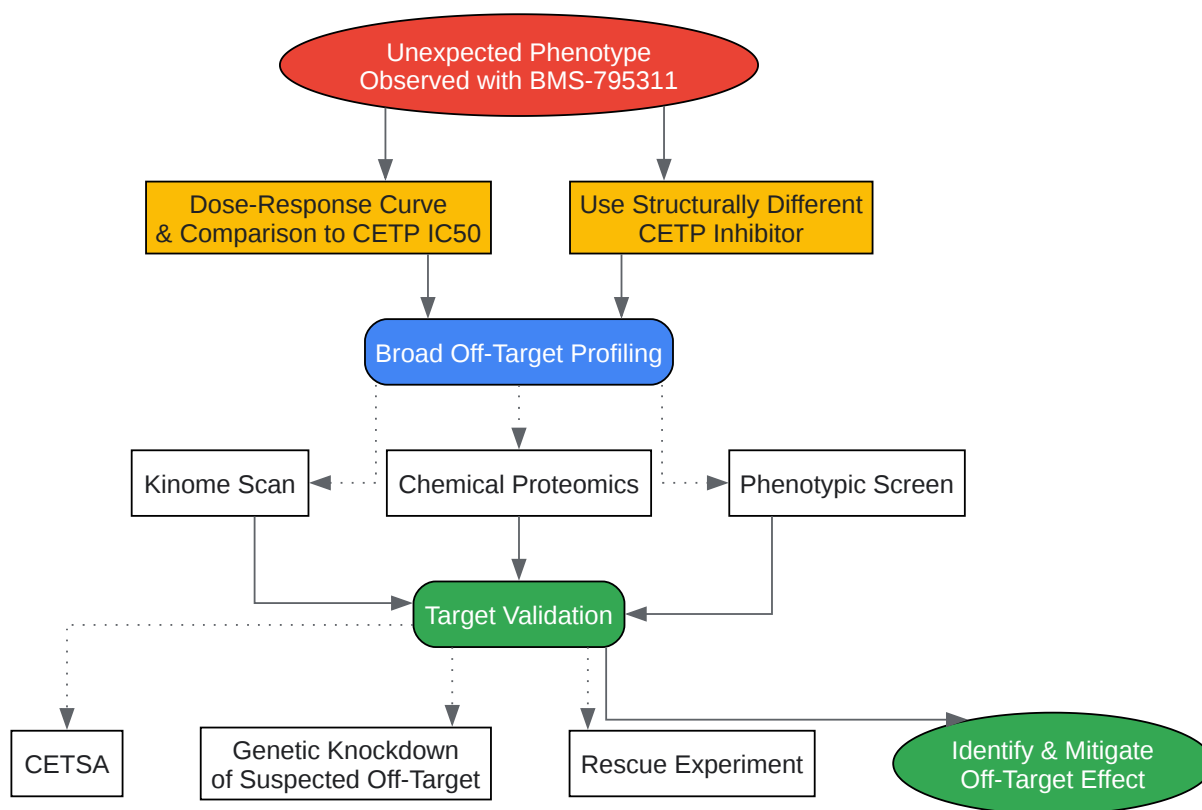 Unexpected Phenotype
Observed with BMS-795311
Dose-Response Curve
& Comparison to CETP IC50
Use Structurally Different
CETP Inhibitor
Broad Off-Target Profiling
Kinome Scan
Chemical Proteomics
Phenotypic Screen
Target Validation
CETSA
Genetic Knockdown
of Suspected Off-Target
Rescue Experiment
Identify & Mitigate
Off-Target Effect